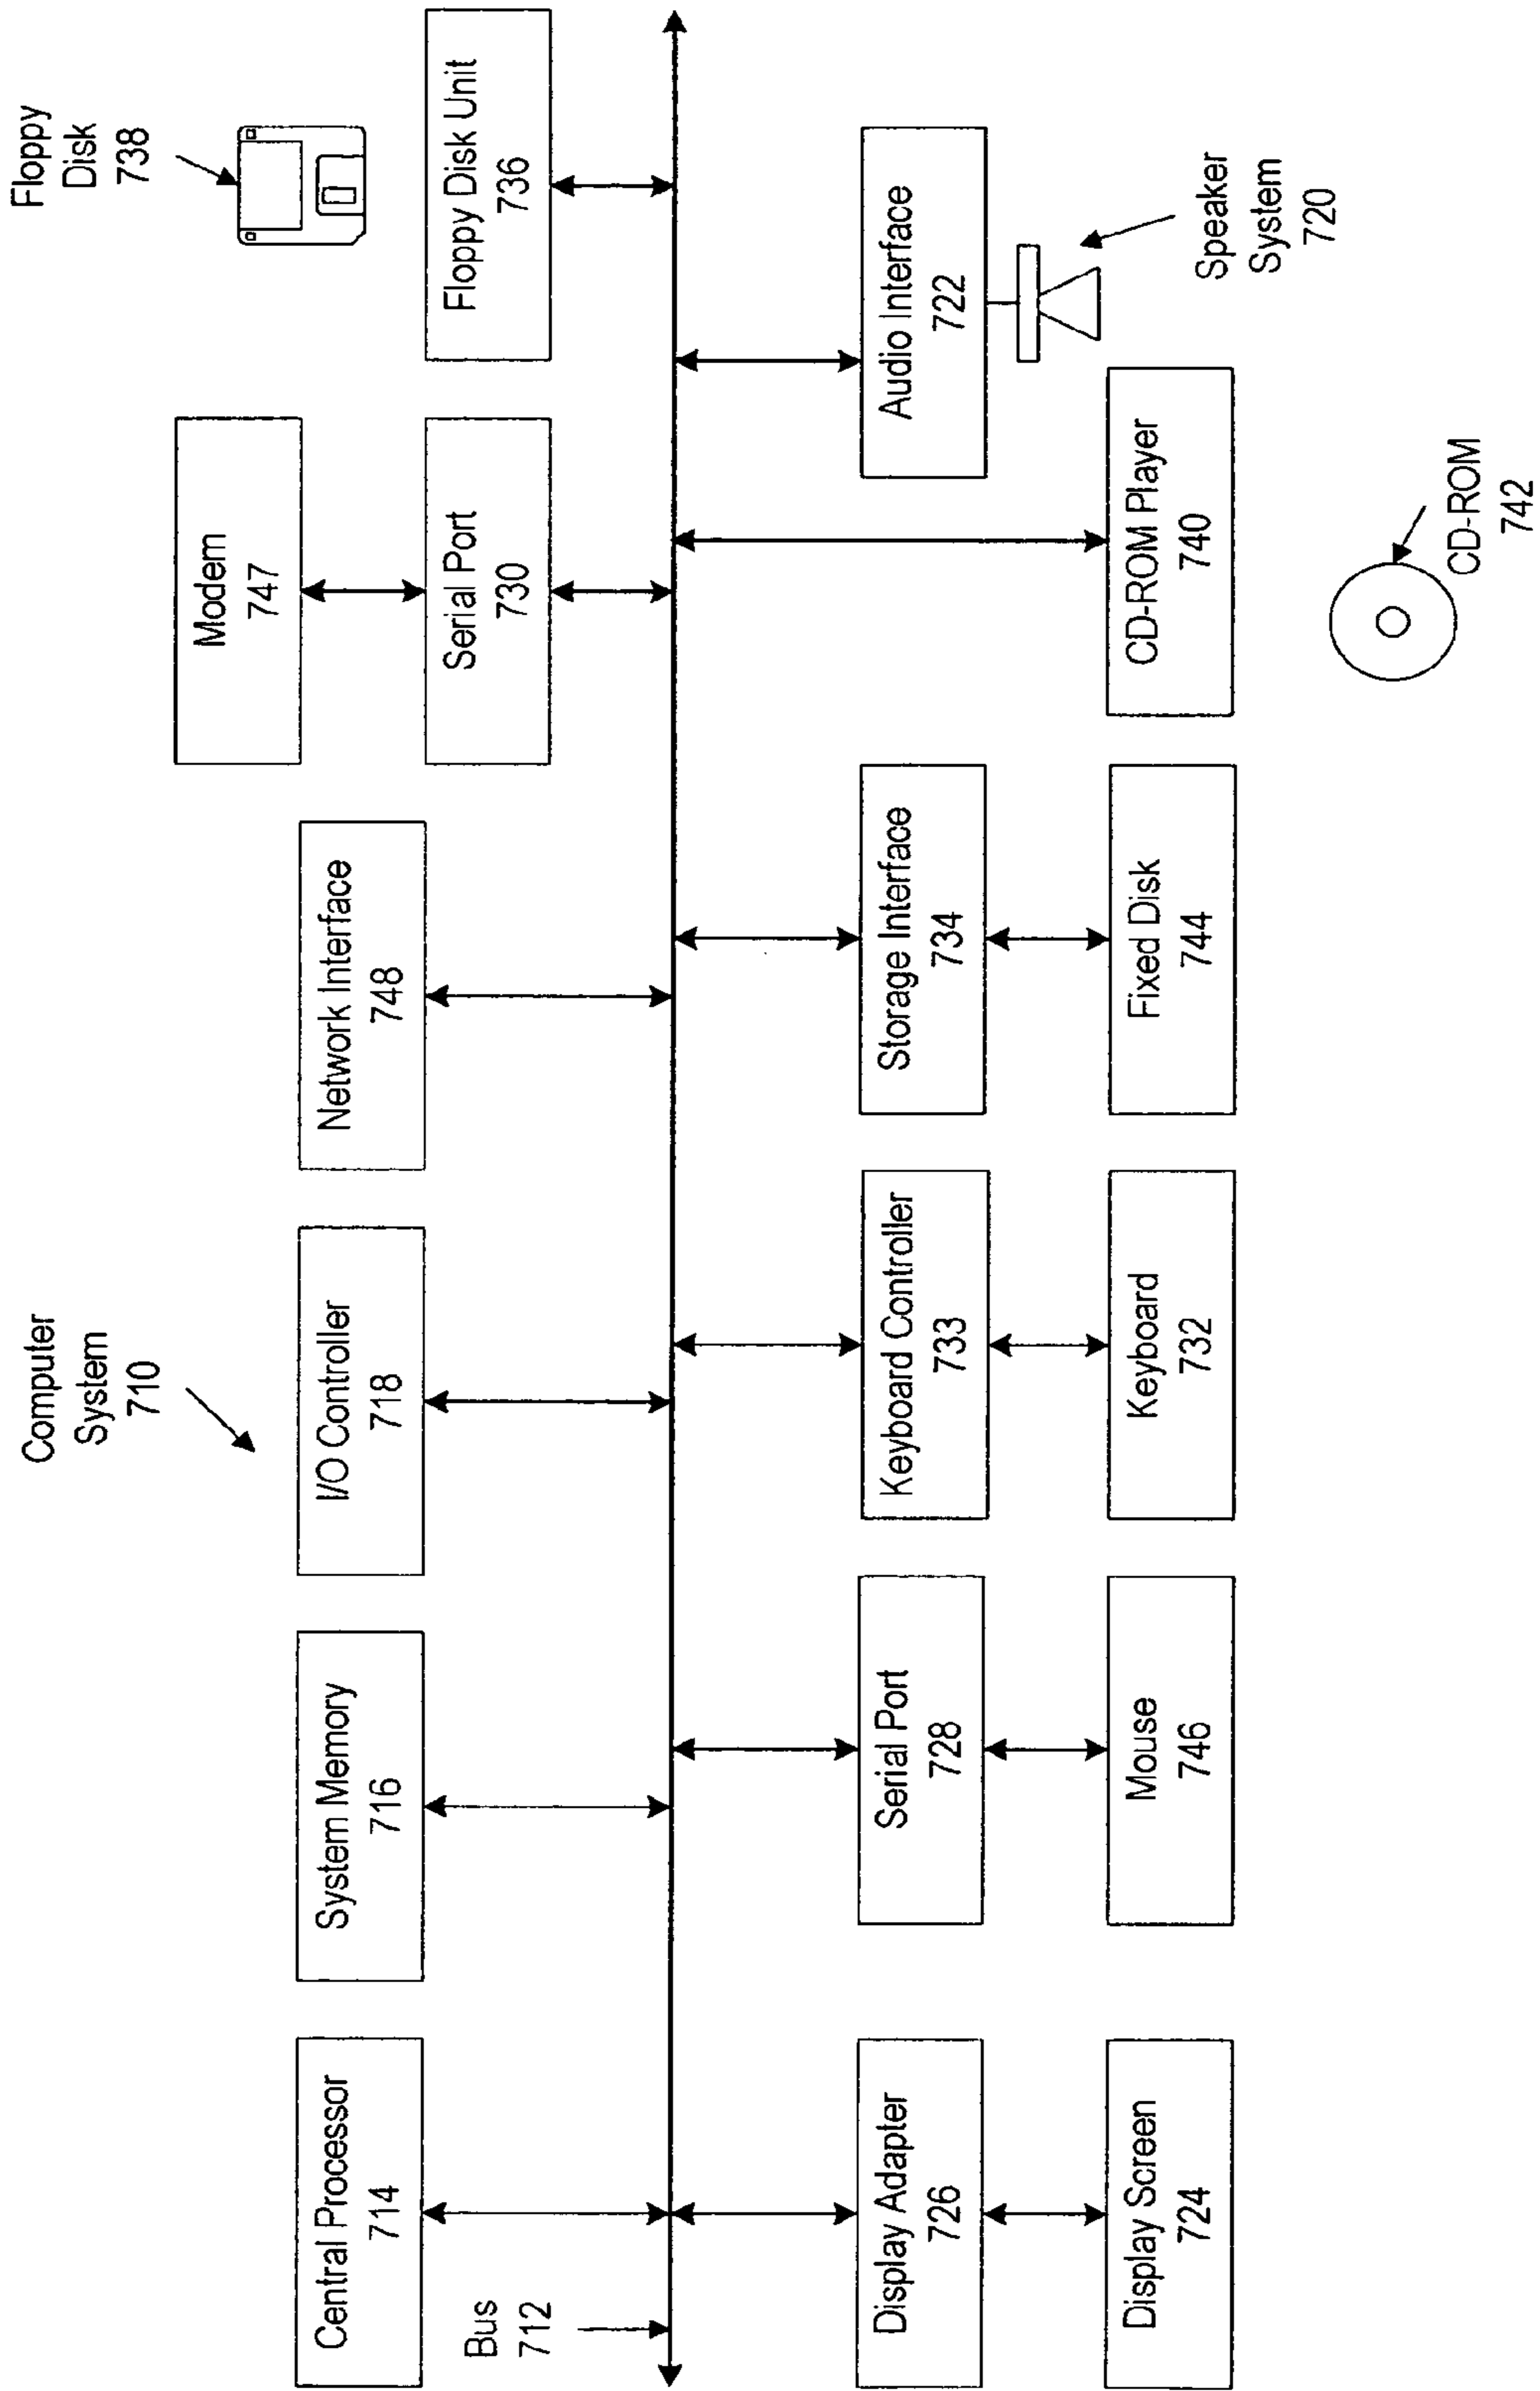 Computer
System
710
Floppy
Disk
738
Modem
747
Central Processor
714
System Memory
716
I/O Controller
718
Network Interface
748
Serial Port
730
Floppy Disk Unit
736
Bus
712
Display Adapter
726
Serial Port
728
Keyboard Controller
733
Storage Interface
734
Audio Interface
722
Display Screen
724
Mouse
746
Keyboard
732
Fixed Disk
744
CD-ROM Player
740
Speaker
System
720
CD-ROM
742